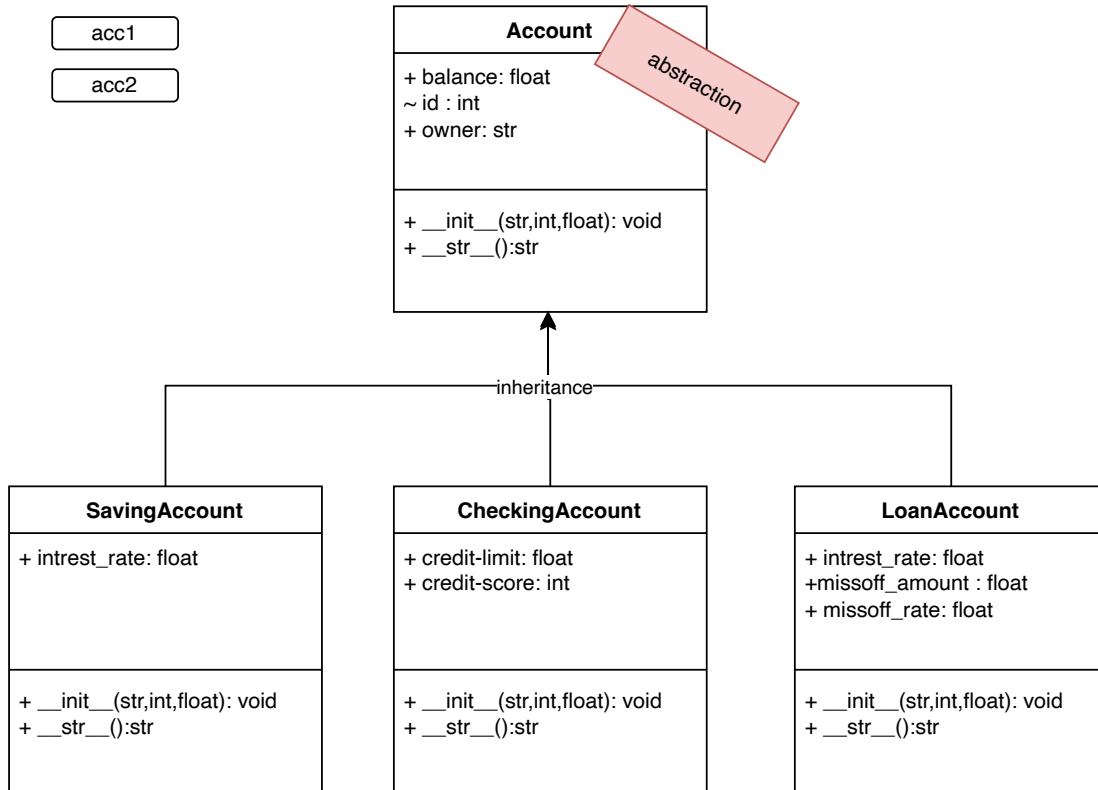 acc1
acc2
Account
abstraction
+ balance: float
~ id : int
+ owner: str
+ __init__(str,int,float): void
+ __str__():str
inheritance
SavingAccount
+ intrest_rate: float
+ __init__(str,int,float): void
+ __str__():str
CheckingAccount
+ credit-limit: float
+ credit-score: int
+ __init__(str,int,float): void
+ __str__():str
LoanAccount
+ intrest_rate: float
+missoff_amount : float
+ missoff_rate: float
+ __init__(str,int,float): void
+ __str__():str